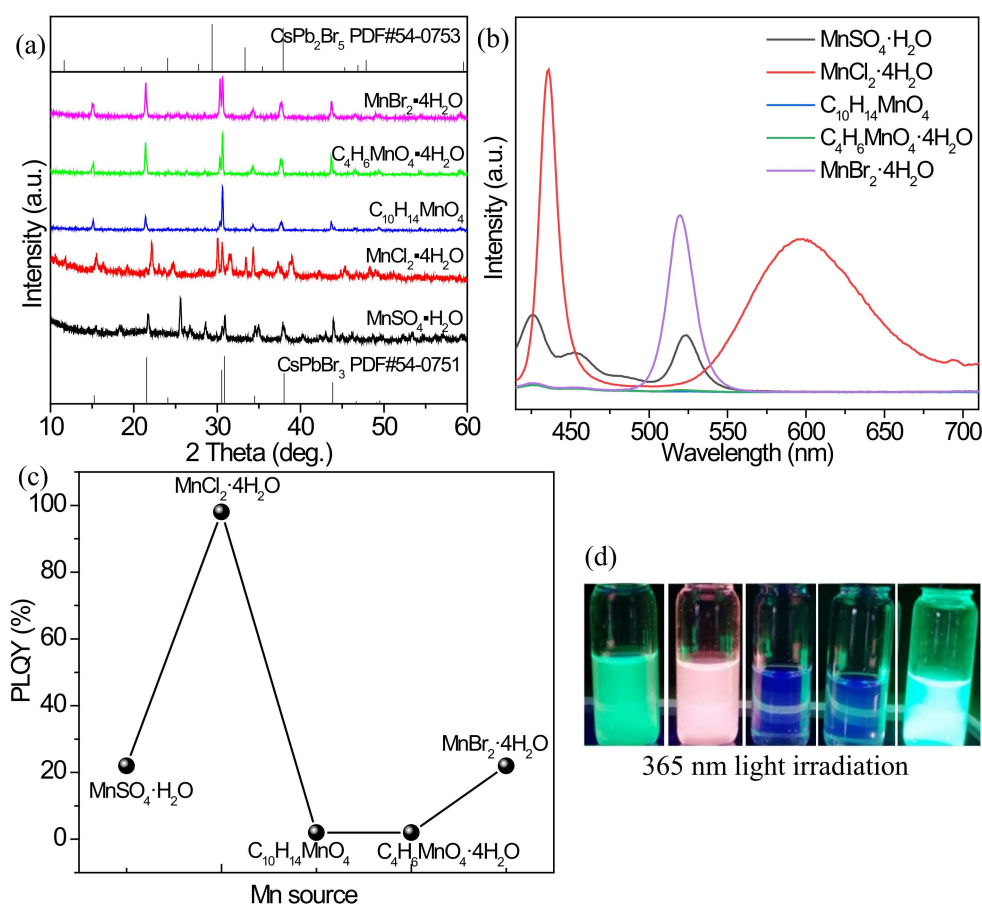 (a)
CsPb₂Br₅ PDF#54-0753
MnBr₂▪4H₂O
C₄H₆MnO₄▪4H₂O
C₁₀H₁₄MnO₄
MnCl₂▪4H₂O
MnSO₄▪H₂O
CsPbBr₃ PDF#54-0751
Intensity (a.u.)
10 20 30 40 50 60
2 Theta (deg.)
(b)
MnSO₄·H₂O
MnCl₂·4H₂O
C₁₀H₁₄MnO₄
C₄H₆MnO₄·4H₂O
MnBr₂·4H₂O
Intensity (a.u.)
450 500 550 600 650 700
Wavelength (nm)
(c)
MnCl₂·4H₂O
100
80
60
40
20
0
PLQY (%)
MnBr₂·4H₂O
MnSO₄·H₂O
C₁₀H₁₄MnO₄
C₄H₆MnO₄·4H₂O
Mn source
(d)
365 nm light irradiation